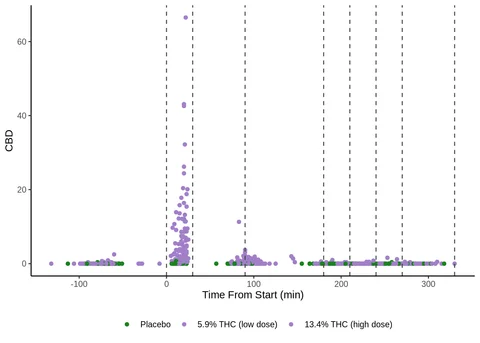 60
40
20
0
CBD
-100 0 100 200 300
Time From Start (min)
Placebo 5.9% THC (low dose) 13.4% THC (high dose)